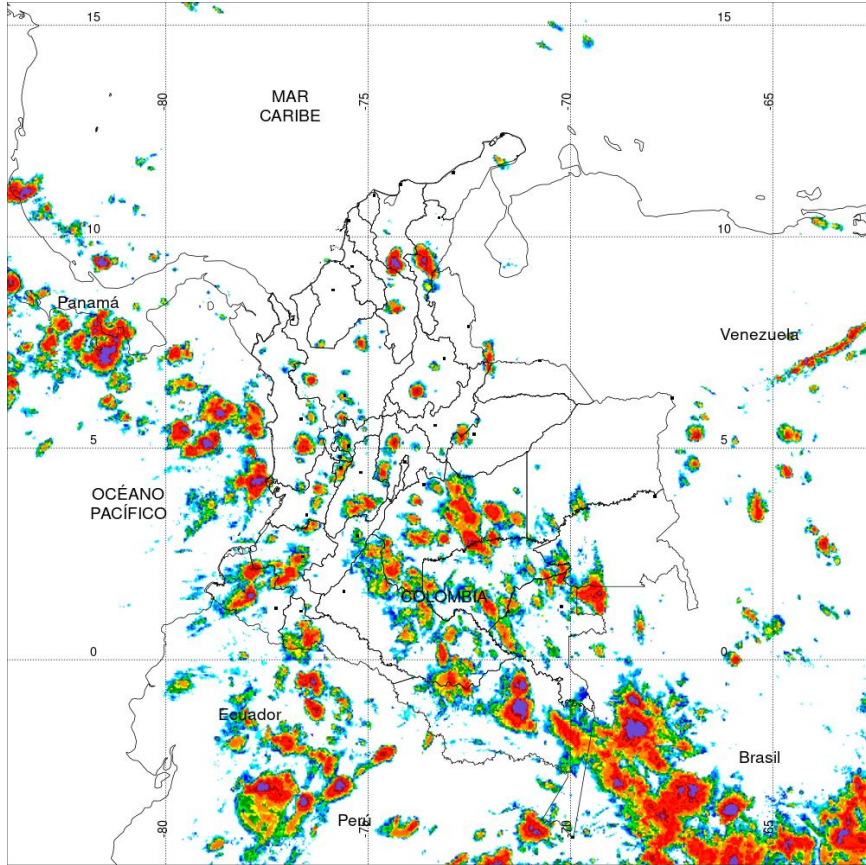 15
15
-80
-75
-70
-65
MAR
CARIBE
10
10
Panamá
Venezuela
5
5
OCÉANO
PACÍFICO
COLOMBIA
0
0
Ecuador
Brasil
Perú
-80
-75
-70
-65